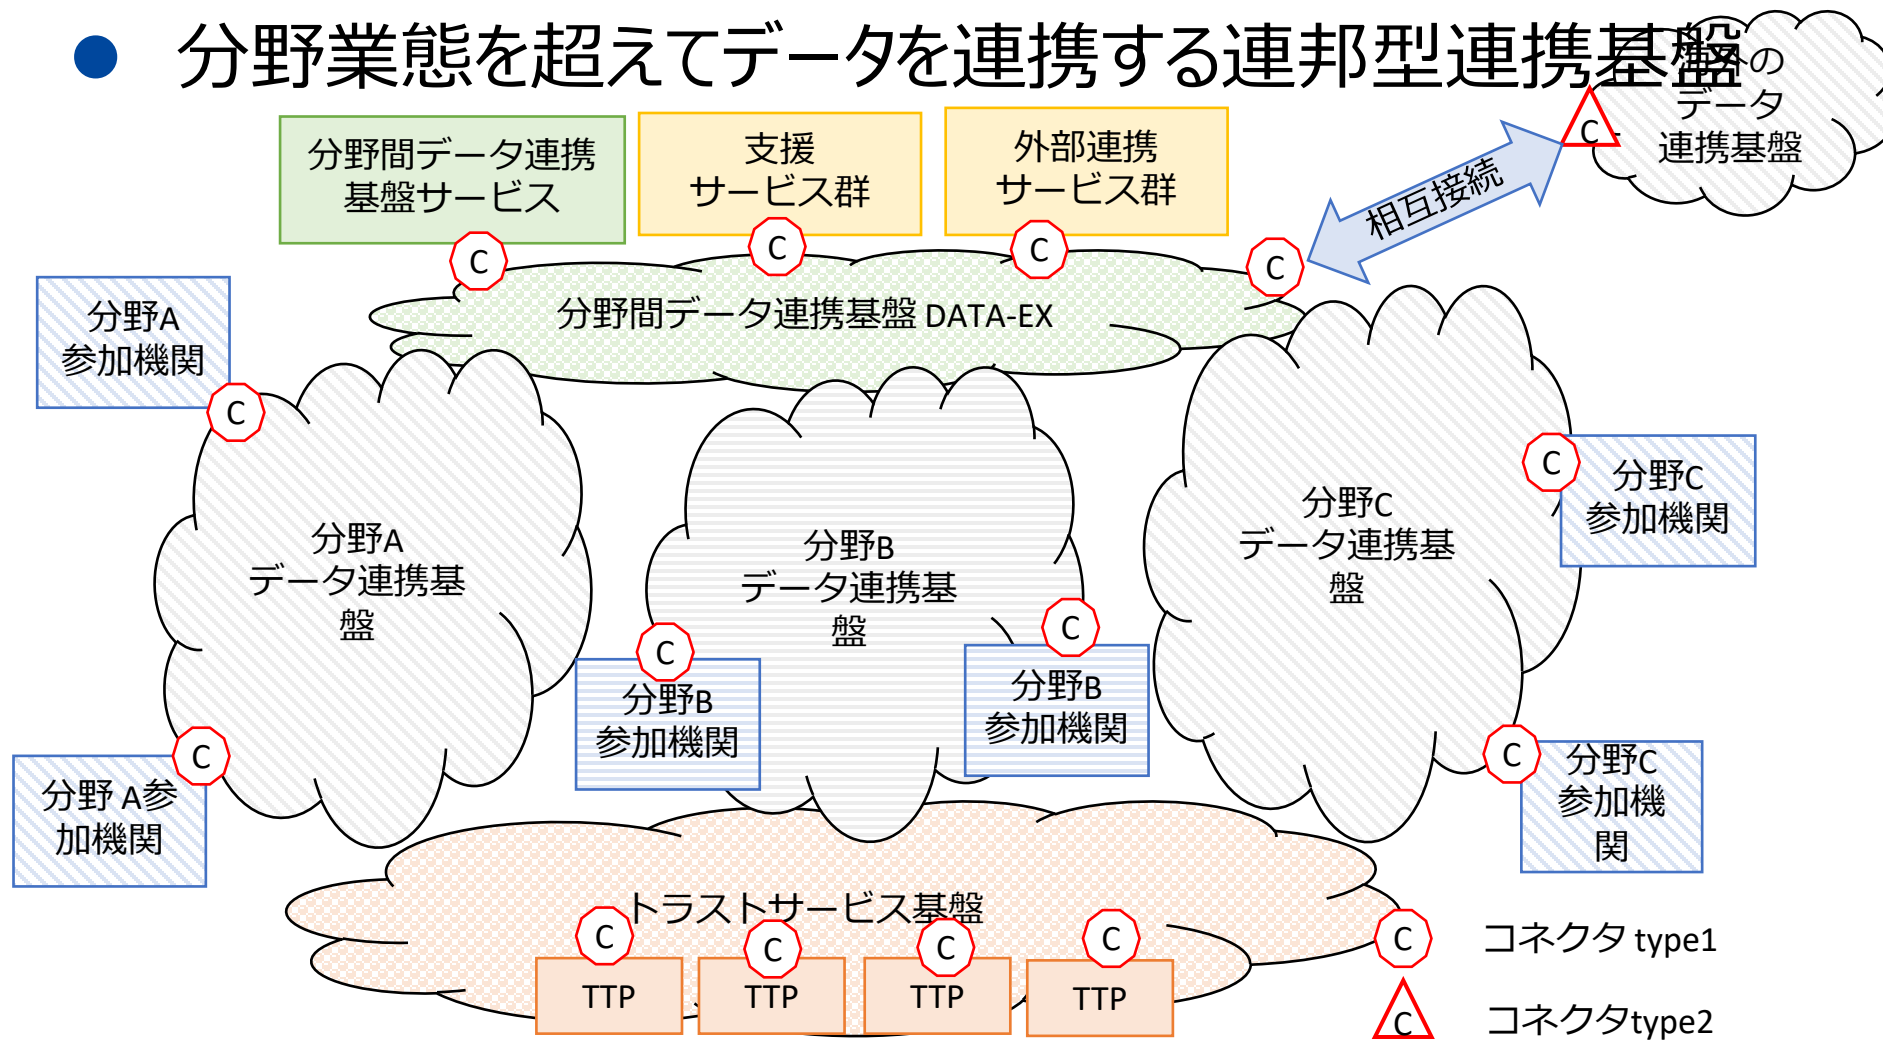 ● 分野業態を超えてデータを連携する連邦型連携基盤
海外の
データ
連携基盤
C
分野間データ連携
基盤サービス
支援
サービス群
外部連携
サービス群
相互接続
C
C
C
C
分野間データ連携基盤 DATA-EX
分野A
参加機関
C
分野A
データ連携基
盤
C
分野 A参
加機関
分野B
データ連携基
盤
C
分野B
参加機関
C
分野B
参加機関
分野C
データ連携基
盤
C
分野C
参加機関
C
分野C
参加機
関
トラストサービス基盤
C
C
C
C
TTP
TTP
TTP
TTP
C
コネクタ type1
C
コネクタtype2